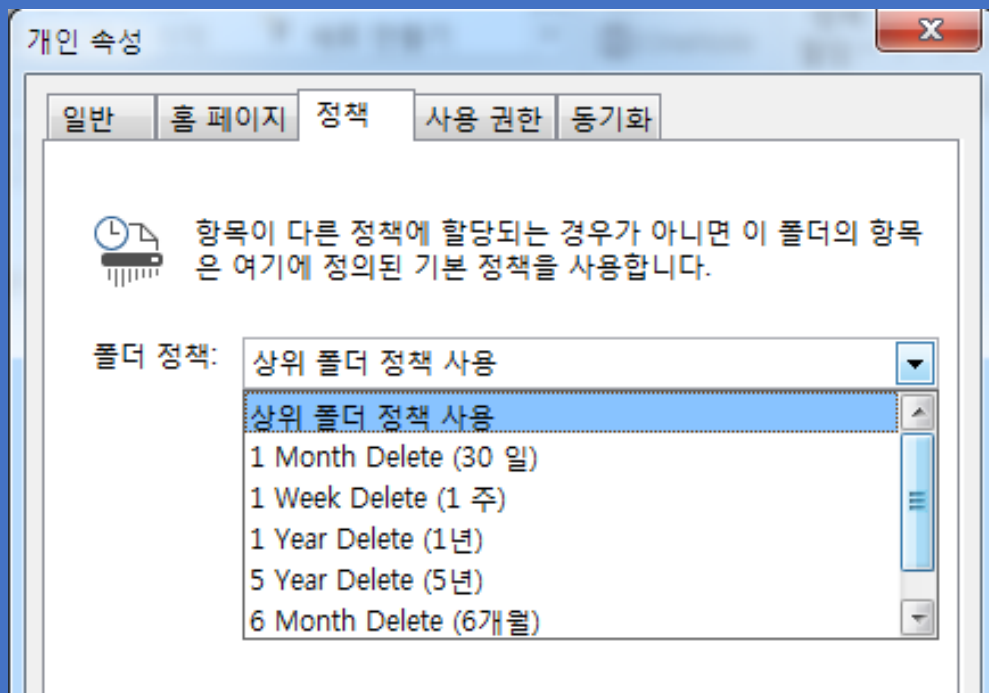 개인 속성
일반 홈 페이지 정책 사용 권한 동기화
항목이 다른 정책에 할당되는 경우가 아니면 이 폴더의 항목
은 여기에 정의된 기본 정책을 사용합니다.
폴더 정책: 상위 폴더 정책 사용
상위 폴더 정책 사용
1 Month Delete (30 일)
1 Week Delete (1 주)
1 Year Delete (1년)
5 Year Delete (5년)
6 Month Delete (6개월)